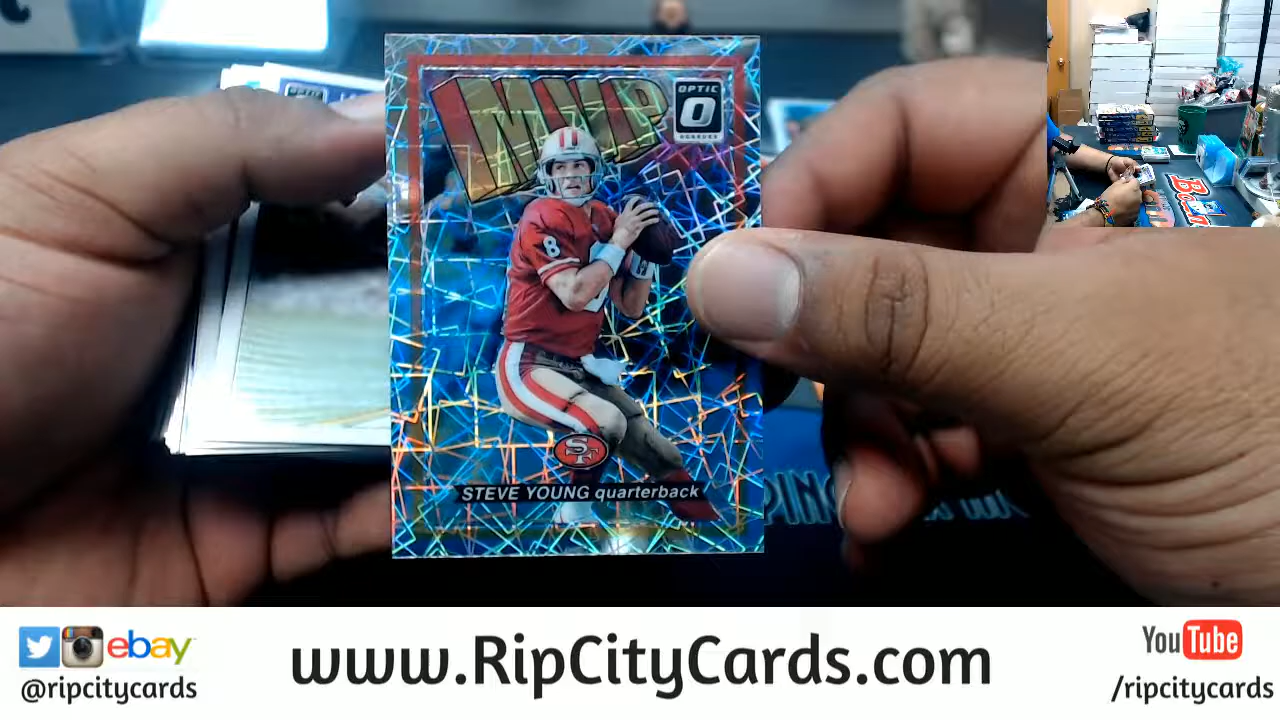 MVP
OPTIC
DONRUSS
8
SF
STEVE YOUNG quarterback
ebay
@ripcitycards
www.RipCityCards.com
YouTube
/ripcitycards